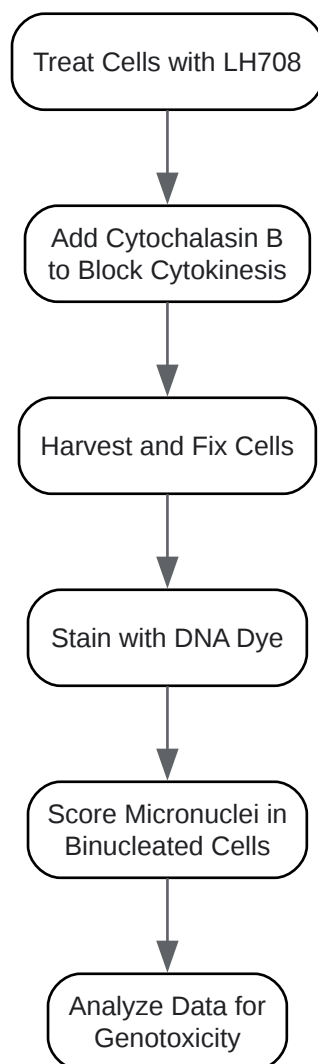 Treat Cells with LH708
Add Cytochalasin B
to Block Cytokinesis
Harvest and Fix Cells
Stain with DNA Dye
Score Micronuclei in
Binucleated Cells
Analyze Data for
Genotoxicity